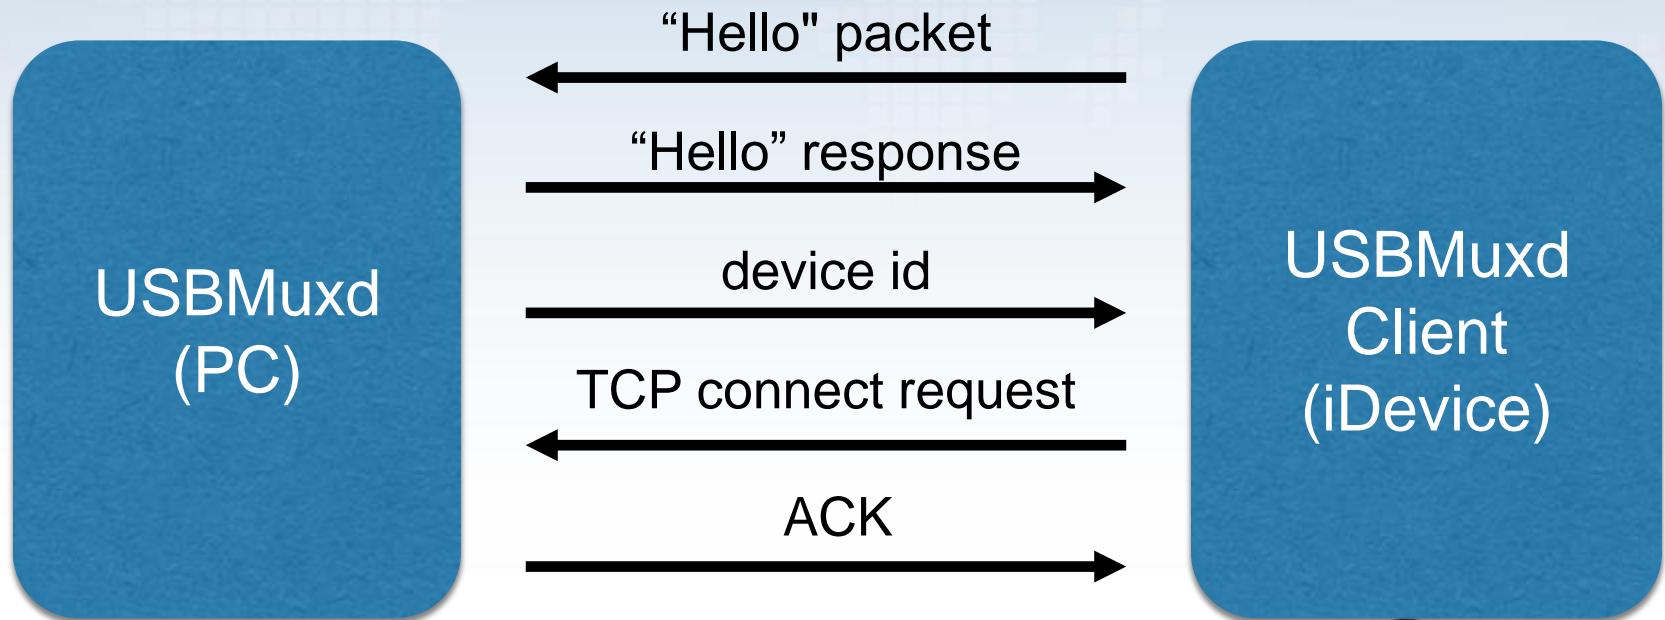 “Hello" packet
“Hello” response
device id
TCP connect request
ACK
USBMuxd
(PC)
USBMuxd
Client
(iDevice)